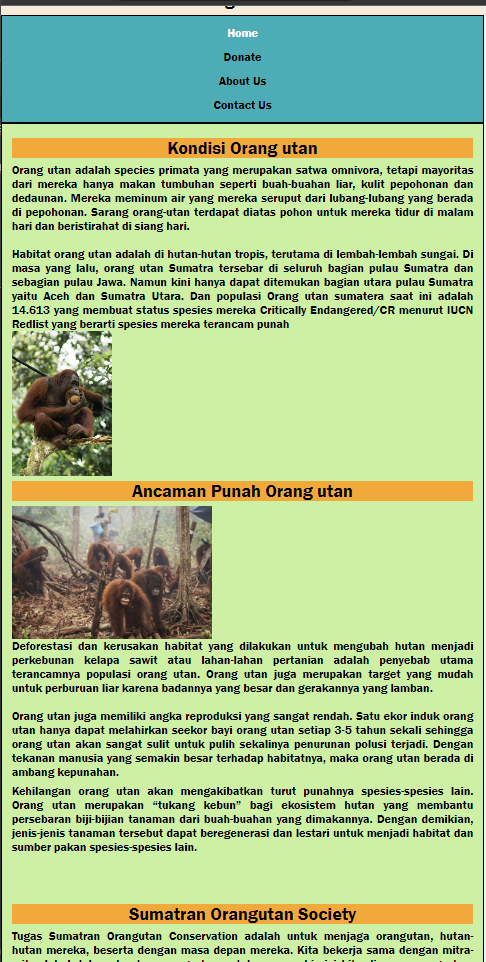 Home
Donate
About Us
Contact Us
Kondisi Orang utan
Orang utan adalah species primata yang merupakan satwa omnivora, tetapi mayoritas
dari mereka hanya makan tumbuhan seperti buah-buahan liar, kulit pepohonan dan
dedaunan. Mereka meminum air yang mereka seruput dari lubang-lubang yang berada
di pepohonan. Sarang orang-utan terdapat diatas pohon untuk mereka tidur di malam
hari dan beristirahat di siang hari.
Habitat orang utan adalah di hutan-hutan tropis, terutama di lembah-lembah sungai. Di
masa yang lalu, orang utan Sumatra tersebar di seluruh bagian pulau Sumatra dan
sebagian pulau Jawa. Namun kini hanya dapat ditemukan bagian utara pulau Sumatra
yaitu Aceh dan Sumatra Utara. Dan populasi Orang utan sumatera saat ini adalah
14.613 yang membuat status spesies mereka Critically Endangered/CR menurut IUCN
Redlist yang berarti spesies mereka terancam punah
Ancaman Punah Orang utan
Deforestasi dan kerusakan habitat yang dilakukan untuk mengubah hutan menjadi
perkebunan kelapa sawit atau lahan-lahan pertanian adalah penyebab utama
terancamnya populasi orang utan. Orang utan juga merupakan target yang mudah
untuk perburuan liar karena badannya yang besar dan gerakannya yang lamban.
Orang utan juga memiliki angka reproduksi yang sangat rendah. Satu ekor induk orang
utan hanya dapat melahirkan seekor bayi orang utan setiap 3-5 tahun sekali sehingga
orang utan akan sangat sulit untuk pulih sekalinya penurunan polusi terjadi. Dengan
tekanan manusia yang semakin besar terhadap habitatnya, maka orang utan berada di
ambang kepunahan.
Kehilangan orang utan akan mengakibatkan turut punahnya spesies-spesies lain.
Orang utan merupakan “tukang kebun” bagi ekosistem hutan yang membantu
persebaran biji-bijian tanaman dari buah-buahan yang dimakannya. Dengan demikian,
jenis-jenis tanaman tersebut dapat beregenerasi dan lestari untuk menjadi habitat dan
sumber pakan spesies-spesies lain.
Sumatran Orangutan Society
Tugas Sumatran Orangutan Conservation adalah untuk menjaga orangutan, hutan-
hutan mereka, beserta dengan masa depan mereka. Kita bekerja sama dengan mitra-